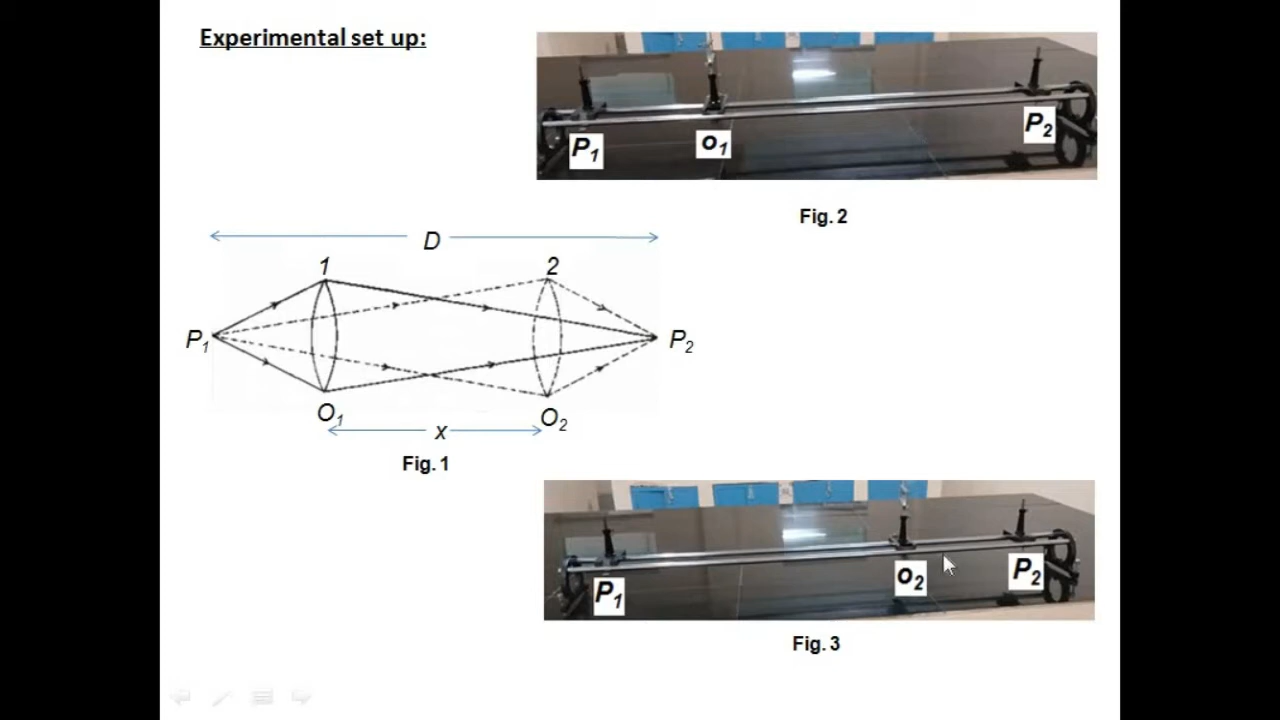 Experimental set up:
P₁
O₁
P₂
Fig. 2
D
1
2
P₁
P₂
O₁
O₂
x
Fig. 1
P₁
O₂
P₂
Fig. 3